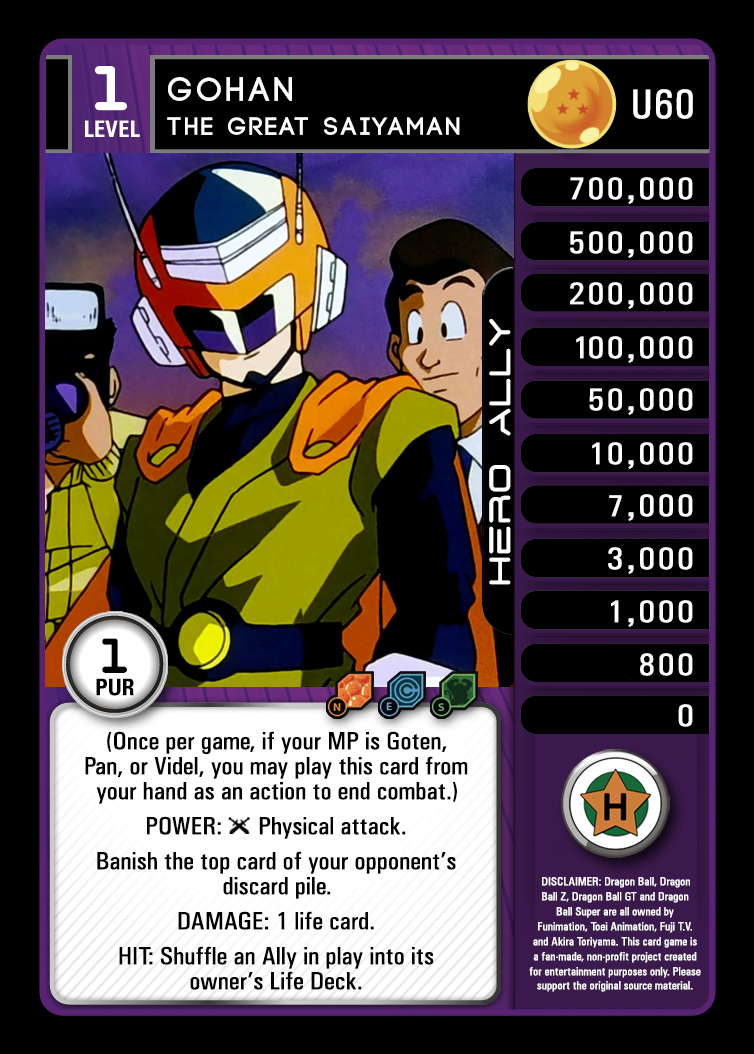 1
LEVEL
GOHAN
THE GREAT SAIYAMAN
U60
700,000
500,000
200,000
100,000
50,000
10,000
7,000
3,000
1,000
800
0
HERO ALLY
1
PUR
N
E
S
(Once per game, if your MP is Goten,
Pan, or Videl, you may play this card from
your hand as an action to end combat.)
POWER: Physical attack.
Banish the top card of your opponent's
discard pile.
DAMAGE: 1 life card.
HIT: Shuffle an Ally in play into its
owner's Life Deck.
H
DISCLAIMER: Dragon Ball, Dragon
Ball Z, Dragon Ball GT and Dragon
Ball Super are all owned by
Funimation, Toei Animation, Fuji T.V.
and Akira Toriyama. This card game is
a fan-made, non-profit project created
for entertainment purposes only. Please
support the original source material.